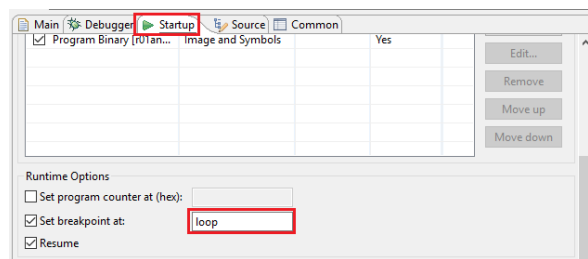 Main Debugger Startup Source Common
Program Binary [r01an... Image and Symbols Yes
Edit...
Remove
Move up
Move down
Runtime Options
Set program counter at (hex):
Set breakpoint at: loop
Resume